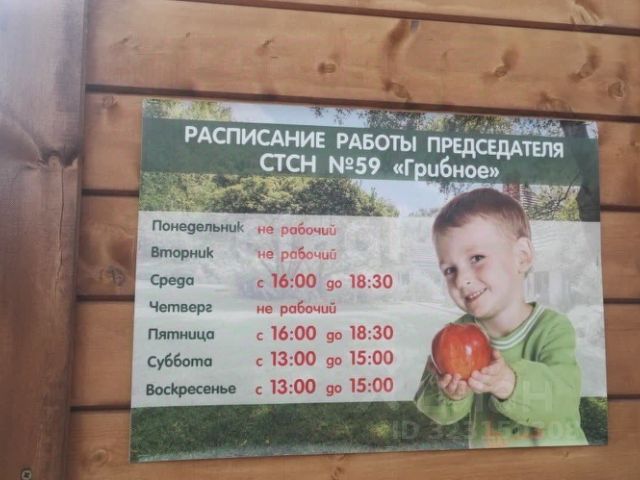 РАСПИСАНИЕ РАБОТЫ ПРЕДСЕДАТЕЛЯ
СТСН №59 «Грибное»
Понедельник не рабочий
Вторник не рабочий
Среда с 16:00 до 18:30
Четверг не рабочий
Пятница с 16:00 до 18:30
Суббота с 13:00 до 15:00
Воскресенье с 13:00 до 15:00